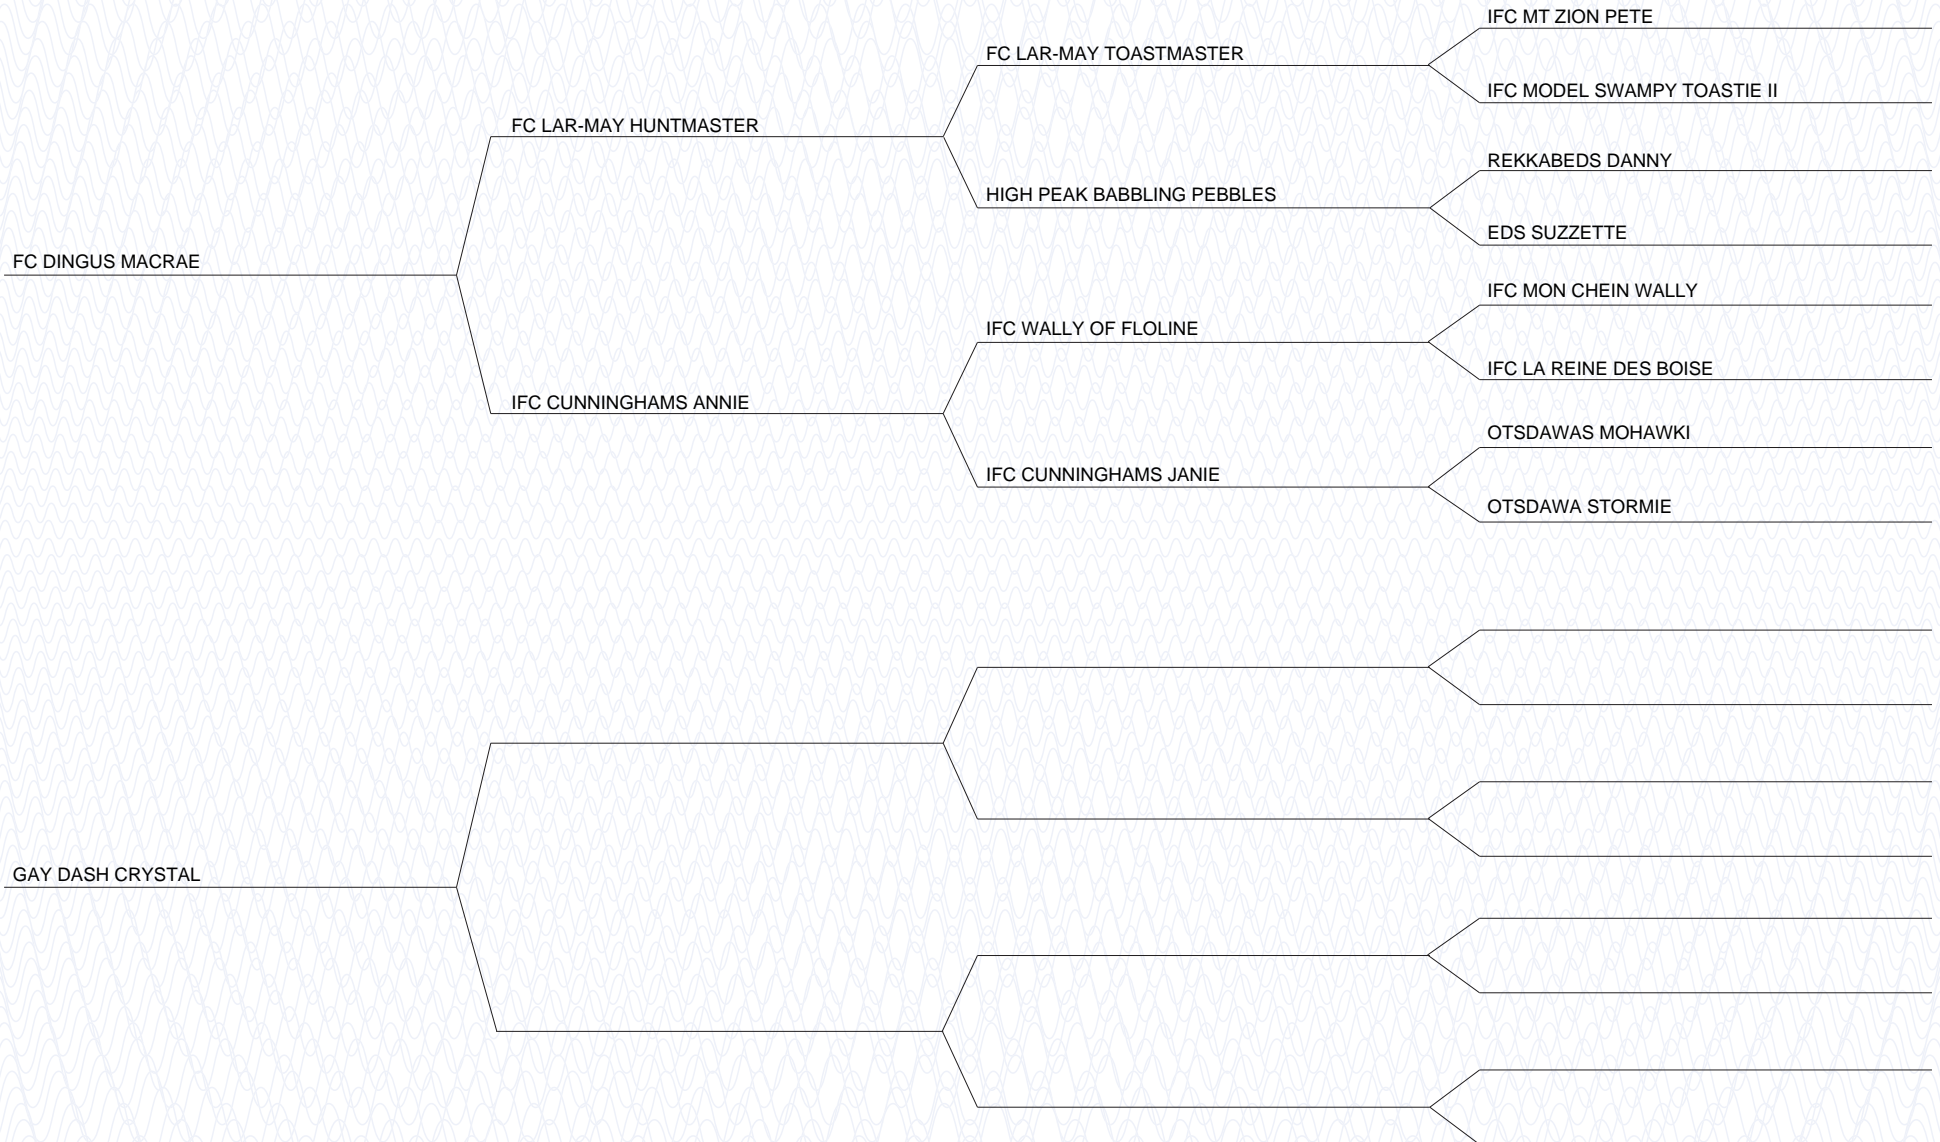 IFC MT ZION PETE
FC LAR-MAY TOASTMASTER
IFC MODEL SWAMPY TOASTIE II
FC LAR-MAY HUNTMASTER
REKKABEDS DANNY
HIGH PEAK BABBLING PEBBLES
EDS SUZZETTE
FC DINGUS MACRAE
IFC MON CHEIN WALLY
IFC WALLY OF FLOLINE
IFC LA REINE DES BOISE
IFC CUNNINGHAMS ANNIE
OTSDAWAS MOHAWKI
IFC CUNNINGHAMS JANIE
OTSDAWA STORMIE
GAY DASH CRYSTAL